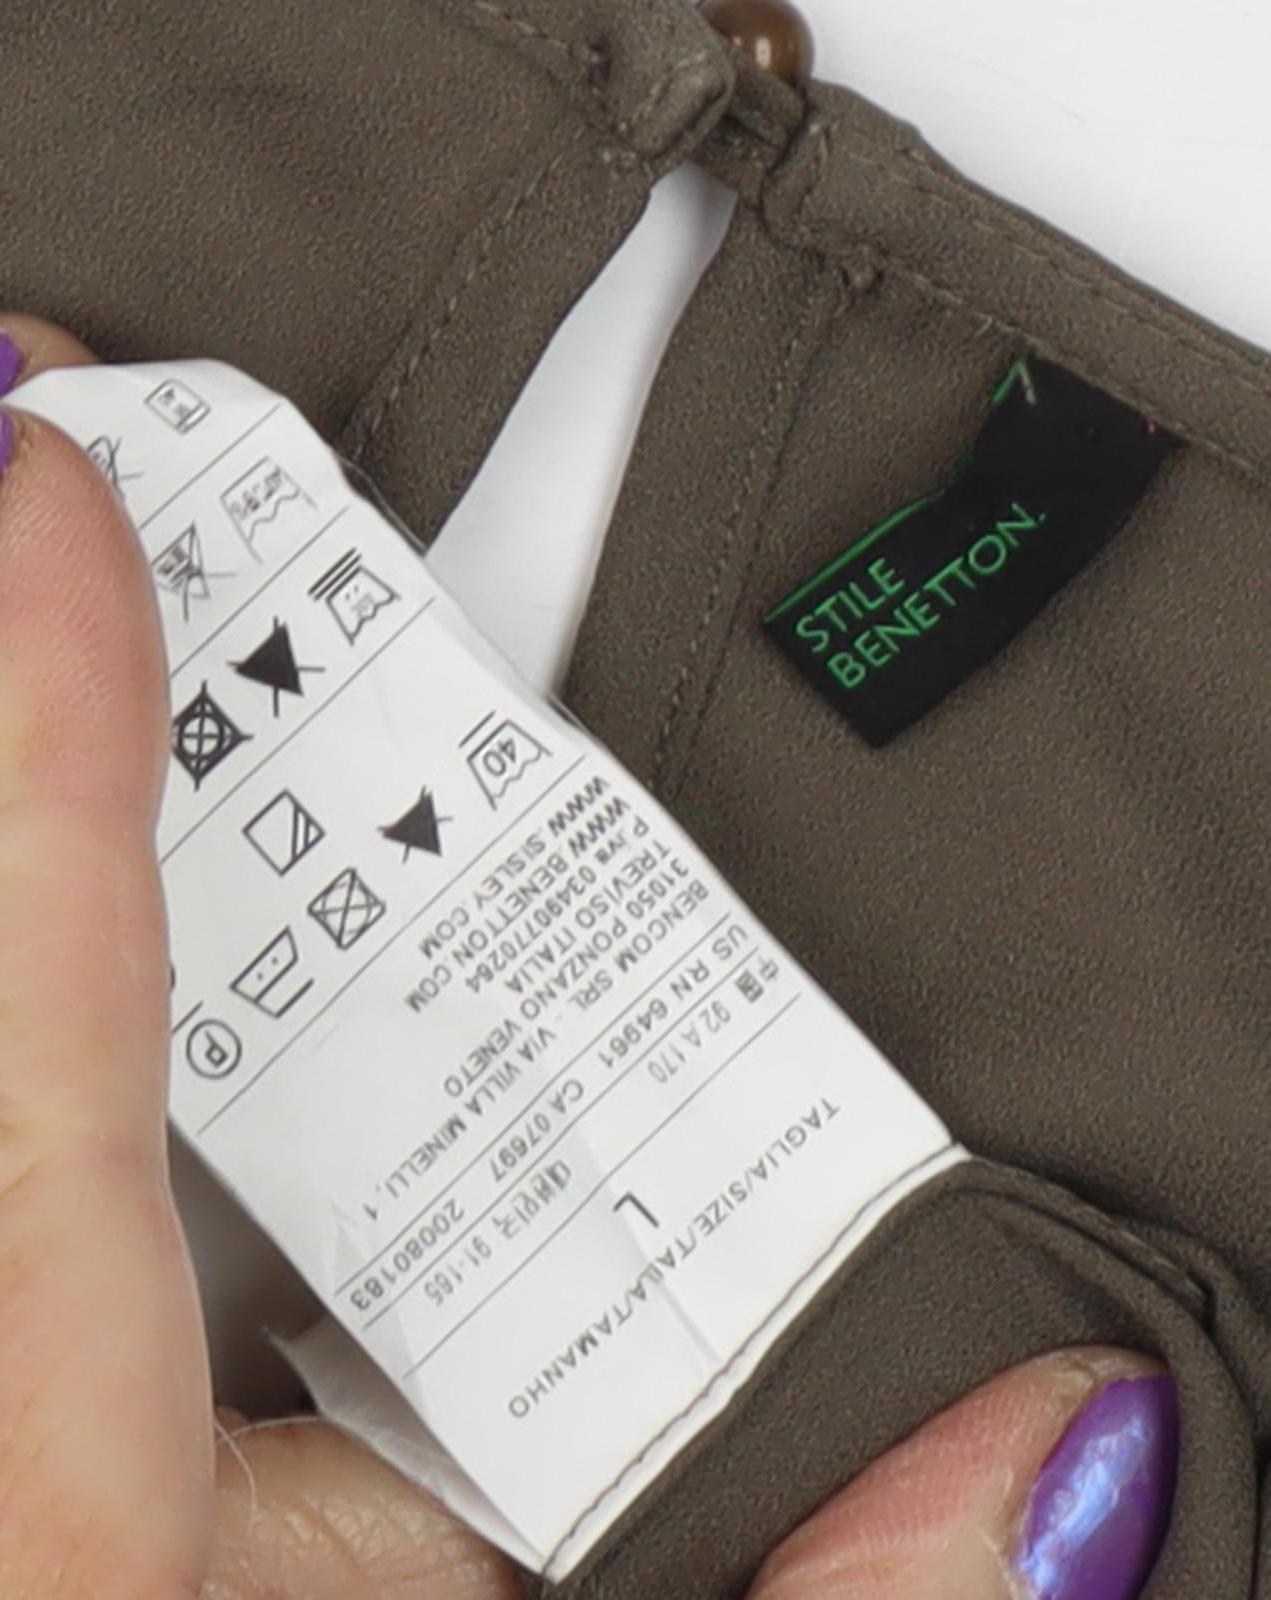 STILE
BENETTON.
TAGLIA/SIZE/TAILLA/TAMANHO
L
中国 92 A 170 대한민국 91-165
US RN 64961 CA 07697 20080183
BENCOM SRL - VIA VILLA MINELLI, 1
31050 PONZANO VENETO
TREVISO ITALIA
P.IVA 03490770264
WWW.BENETTON.COM
WWW.SISLEY.COM
40
P